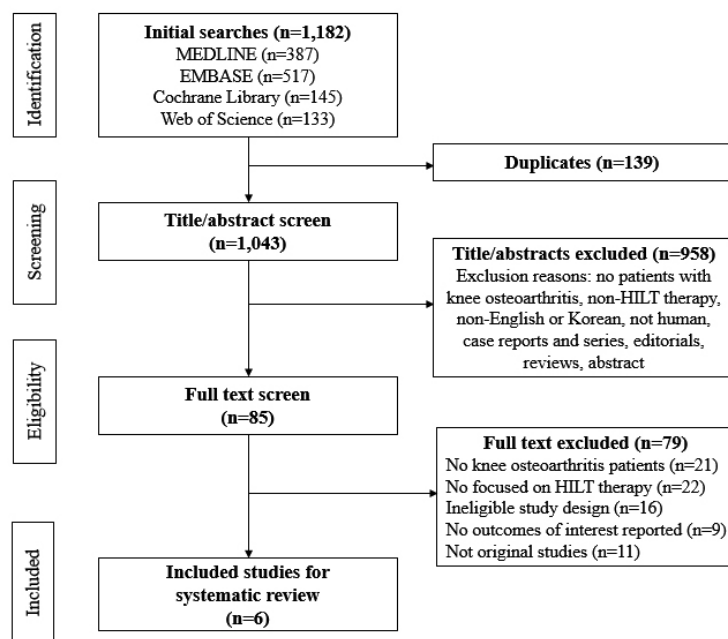 Identification
Initial searches (n=1,182)
MEDLINE (n=387)
EMBASE (n=517)
Cochrane Library (n=145)
Web of Science (n=133)
Duplicates (n=139)
Screening
Title/abstract screen
(n=1,043)
Title/abstracts excluded (n=958)
Exclusion reasons: no patients with
knee osteoarthritis, non-HILT therapy,
non-English or Korean, not human,
case reports and series, editorials,
reviews, abstract
Eligibility
Full text screen
(n=85)
Full text excluded (n=79)
No knee osteoarthritis patients (n=21)
No focused on HILT therapy (n=22)
Ineligible study design (n=16)
No outcomes of interest reported (n=9)
Not original studies (n=11)
Included
Included studies for
systematic review
(n=6)